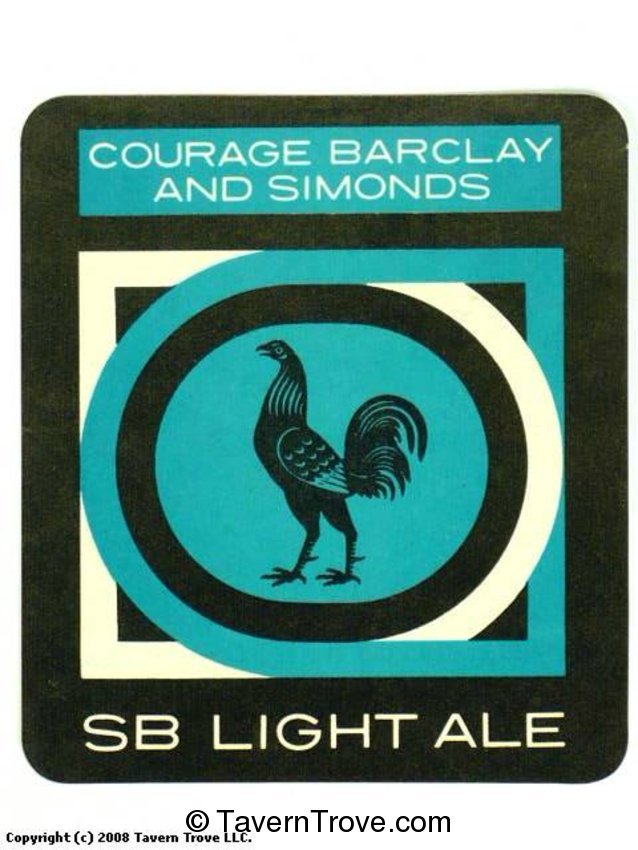 COURAGE BARCLAY
AND SIMONDS
SB LIGHT ALE
© TavernTrove.com
Copyright (c) 2008 Tavern Trove LLC.